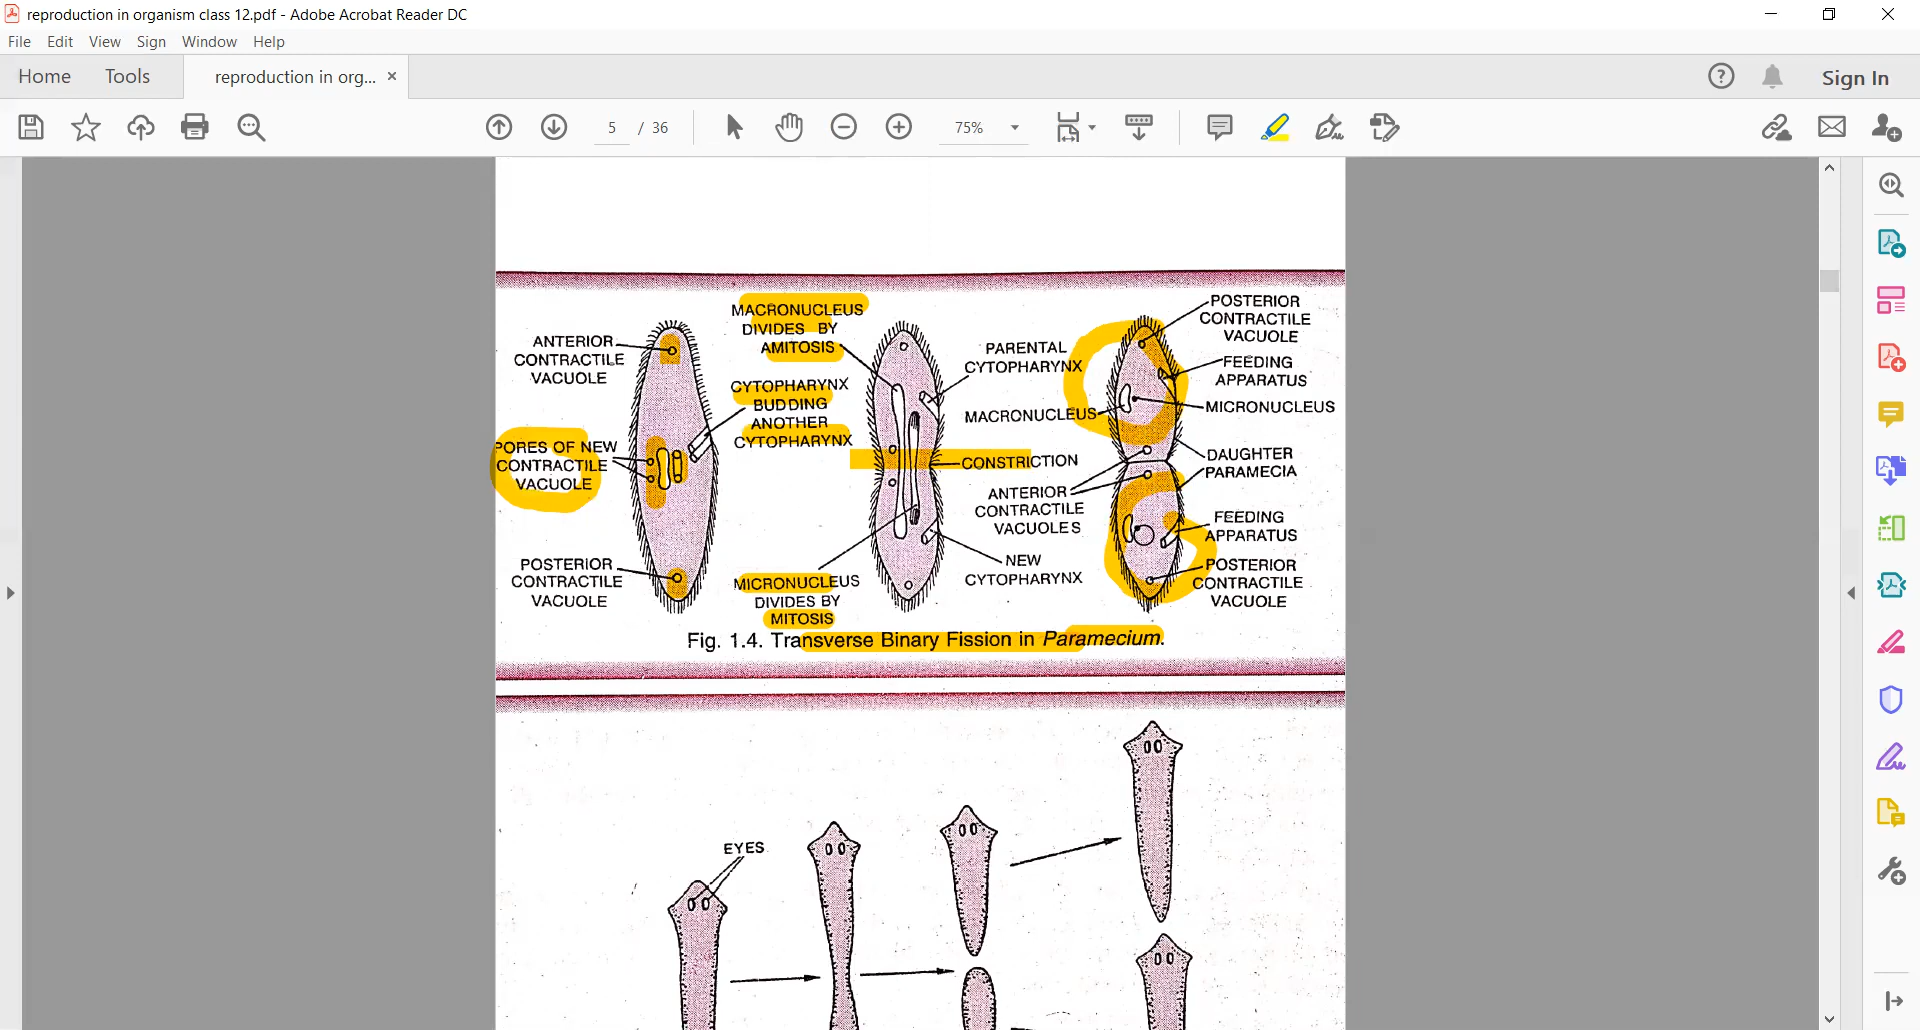 reproduction in organism class 12.pdf - Adobe Acrobat Reader DC
File Edit View Sign Window Help
Home Tools reproduction in org... × Sign In
5 / 36 75%
ANTERIOR
CONTRACTILE
VACUOLE
PORES OF NEW
CONTRACTILE
VACUOLE
POSTERIOR
CONTRACTILE
VACUOLE
MACRONUCLEUS
DIVIDES BY
AMITOSIS
CYTOPHARYNX
BUDDING
ANOTHER
CYTOPHARYNX
MICRONUCLEUS
DIVIDES BY
MITOSIS
PARENTAL
CYTOPHARYNX
MACRONUCLEUS
CONSTRICTION
ANTERIOR
CONTRACTILE
VACUOLES
NEW
CYTOPHARYNX
POSTERIOR
CONTRACTILE
VACUOLE
FEEDING
APPARATUS
MICRONUCLEUS
DAUGHTER
PARAMECIA
FEEDING
APPARATUS
POSTERIOR
CONTRACTILE
VACUOLE
Fig. 1.4. Transverse Binary Fission in Paramecium.
EYES